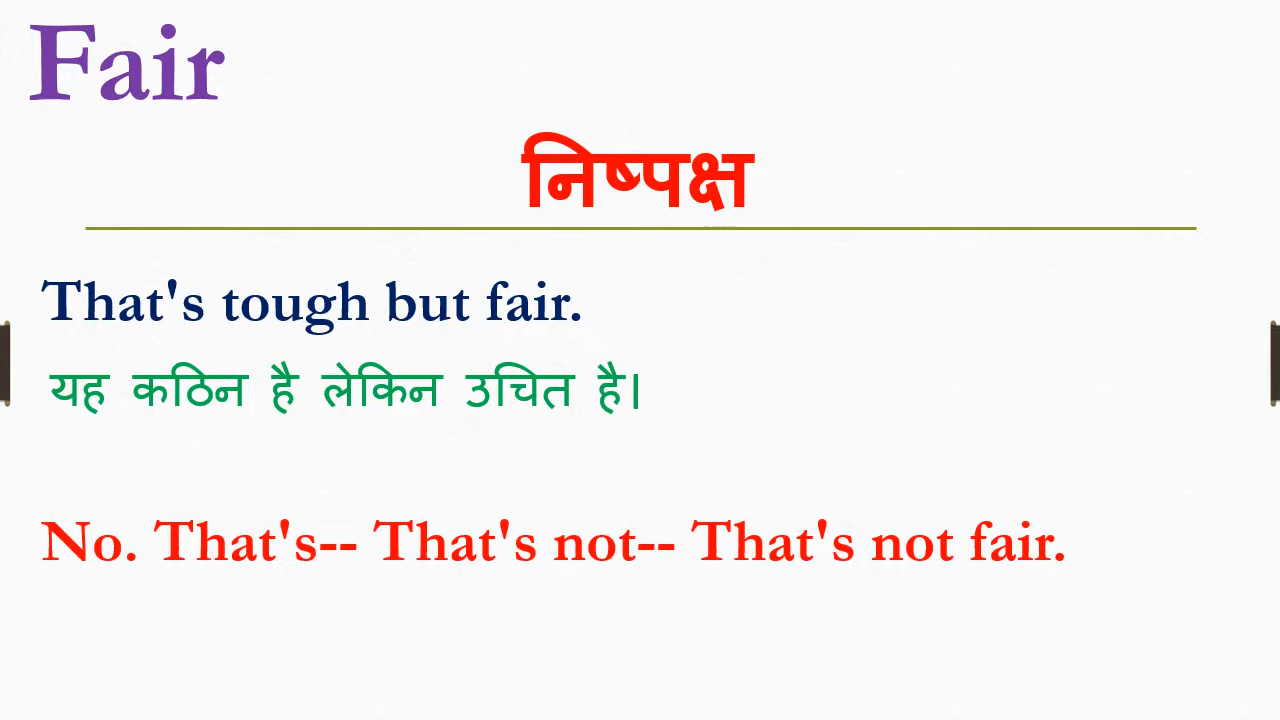 Fair
निष्पक्ष
That's tough but fair.
यह कठिन है लेकिन उचित है।
No. That's-- That's not-- That's not fair.